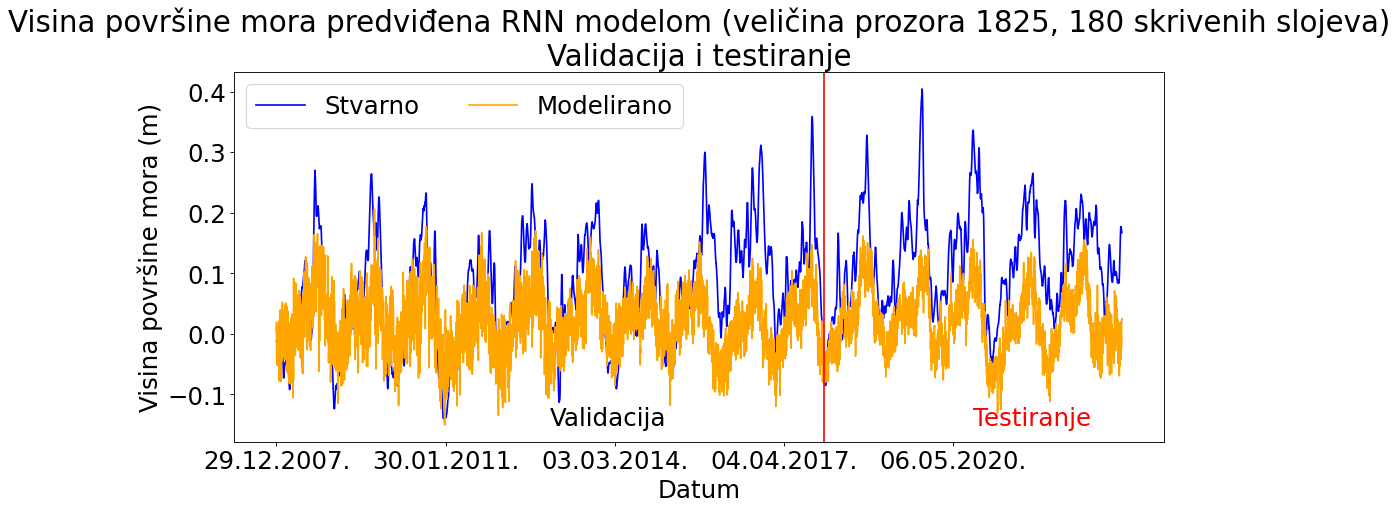 Visina površine mora predviđena RNN modelom (veličina prozora 1825, 180 skrivenih slojeva)
Validacija i testiranje
Stvarno
Modelirano
Visina površine mora (m)
0.4
0.3
0.2
0.1
0.0
−0.1
Validacija
Testiranje
29.12.2007.
30.01.2011.
03.03.2014.
04.04.2017.
06.05.2020.
Datum